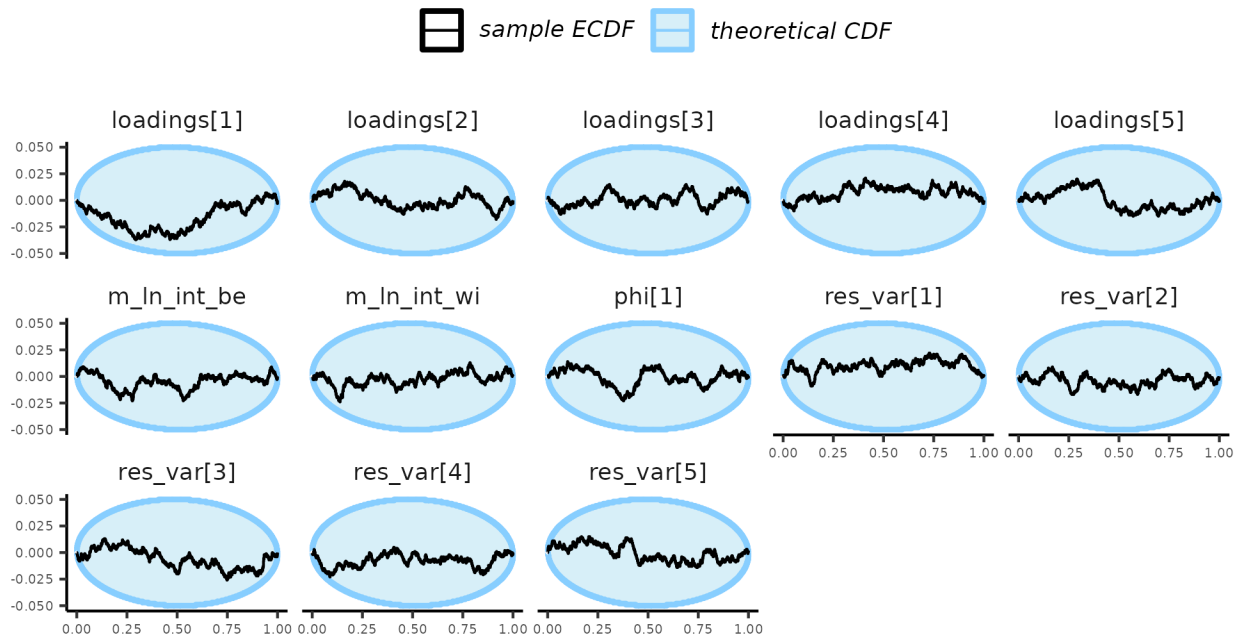 sample ECDF theoretical CDF
loadings[1] loadings[2] loadings[3] loadings[4] loadings[5]
0.050
0.025
0.000
-0.025
-0.050
m_ln_int_be m_ln_int_wi phi[1] res_var[1] res_var[2]
0.050
0.025
0.000
-0.025
-0.050
0.00 0.25 0.50 0.75 1.00 0.00 0.25 0.50 0.75 1.00
res_var[3] res_var[4] res_var[5]
0.050
0.025
0.000
-0.025
-0.050
0.00 0.25 0.50 0.75 1.00 0.00 0.25 0.50 0.75 1.00 0.00 0.25 0.50 0.75 1.00